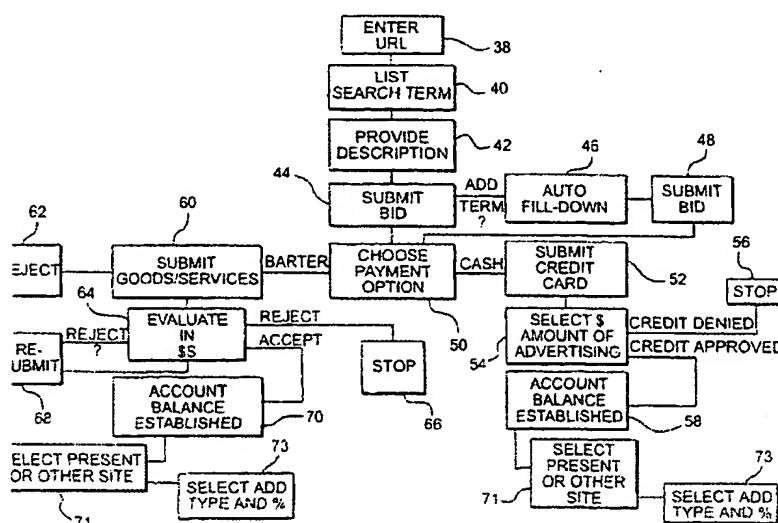 ENTER
URL
38
LIST
SEARCH TERM
40
PROVIDE
DESCRIPTION
42
44
SUBMIT
BID
ADD
TERM
?
46
AUTO
FILL-DOWN
48
SUBMIT
BID
62
EJECT
60
SUBMIT
GOODS/SERVICES
BARTER
CHOOSE
PAYMENT
OPTION
50
CASH
SUBMIT
CREDIT
CARD
52
56
STOP
64
EVALUATE
IN
$S
REJECT
?
REJECT
ACCEPT
RE-
SUBMIT
68
STOP
66
54
SELECT $
AMOUNT OF
ADVERTISING
CREDIT DENIED
CREDIT APPROVED
ACCOUNT
BALANCE
ESTABLISHED
70
ACCOUNT
BALANCE
ESTABLISHED
58
ELECT PRESENT
OR OTHER SITE
71
73
SELECT ADD
TYPE AND %
SELECT
PRESENT
OR OTHER
SITE
71
73
SELECT ADD
TYPE AND %